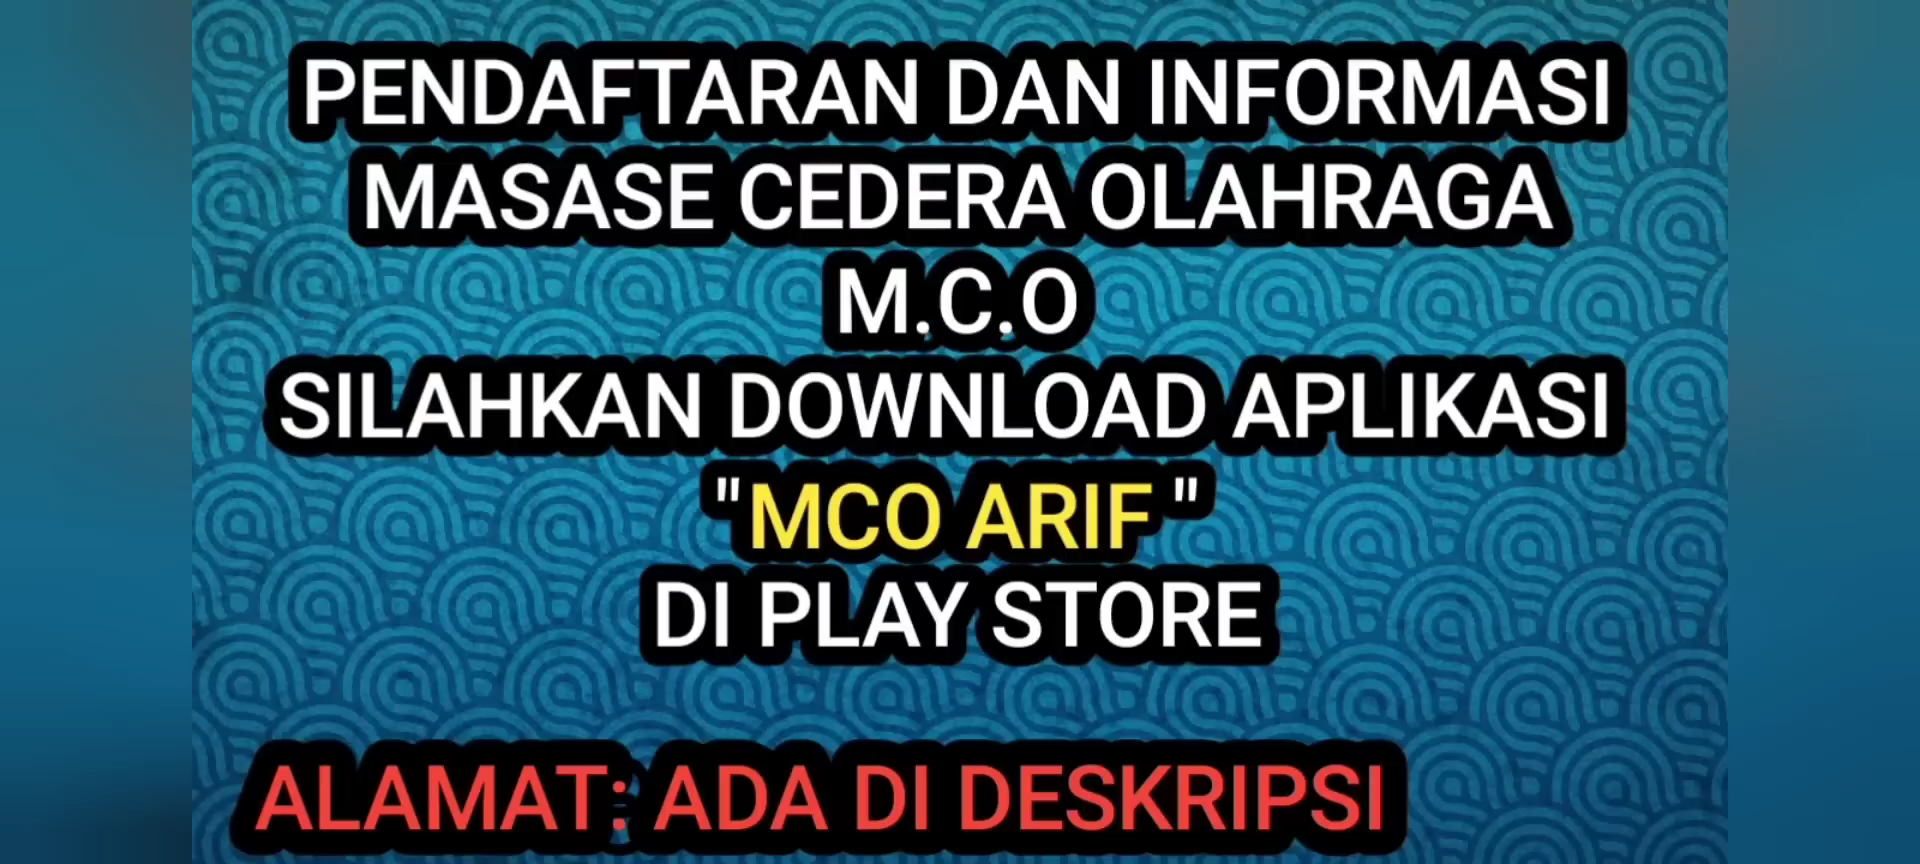 PENDAFTARAN DAN INFORMASI
MASASE CEDERA OLAHRAGA
M.C.O
SILAHKAN DOWNLOAD APLIKASI
"MCO ARIF"
DI PLAY STORE
ALAMAT: ADA DI DESKRIPSI